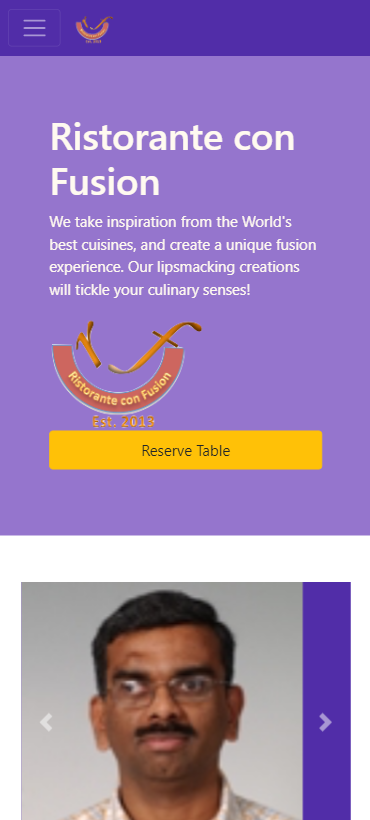 Ristorante con
Fusion
We take inspiration from the World's
best cuisines, and create a unique fusion
experience. Our lipsmacking creations
will tickle your culinary senses!
Ristorante con Fusion
Est. 2013
Reserve Table